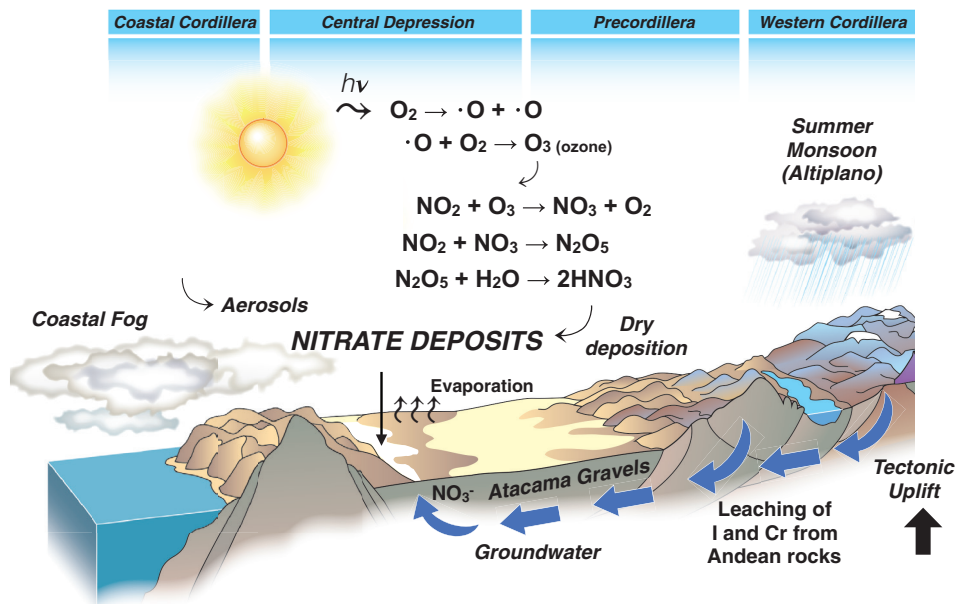 Coastal Cordillera
Central Depression
Precordillera
Western Cordillera
hν
O₂ → ·O + ·O
·O + O₂ → O₃ (ozone)
Summer
Monsoon
(Altiplano)
NO₂ + O₃ → NO₃ + O₂
NO₂ + NO₃ → N₂O₅
N₂O₅ + H₂O → 2HNO₃
Aerosols
Coastal Fog
NITRATE DEPOSITS
Dry
deposition
Evaporation
NO₃⁻
Atacama Gravels
Groundwater
Leaching of
I and Cr from
Andean rocks
Tectonic
Uplift